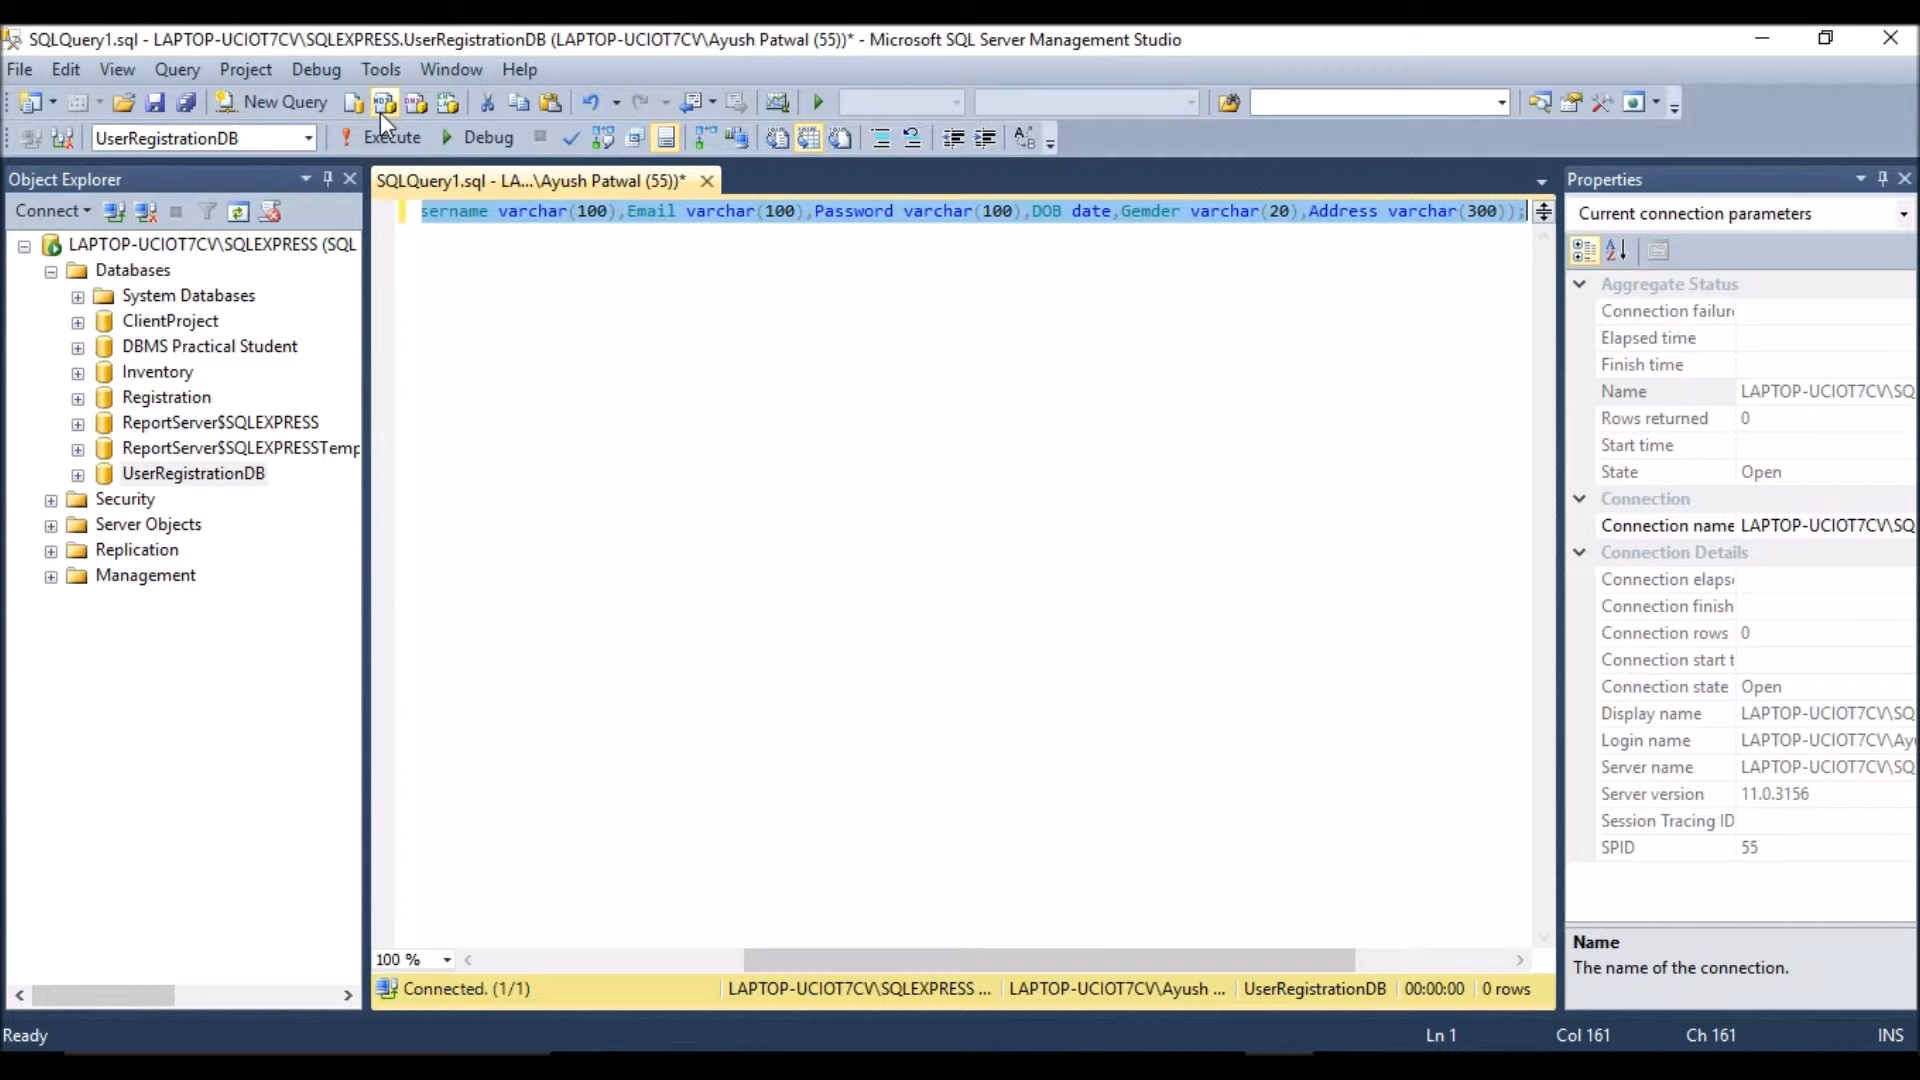 SQLQuery1.sql - LAPTOP-UCIOT7CV\SQLEXPRESS.UserRegistrationDB (LAPTOP-UCIOT7CV\Ayush Patwal (55))* - Microsoft SQL Server Management Studio
File Edit View Query Project Debug Tools Window Help
New Query
UserRegistrationDB Execute Debug
Object Explorer
SQLQuery1.sql - LA...\Ayush Patwal (55))*
Properties
Connect
sername varchar(100),Email varchar(100),Password varchar(100),DOB date,Gemder varchar(20),Address varchar(300));
Current connection parameters
LAPTOP-UCIOT7CV\SQLEXPRESS (SQL
Databases
System Databases
ClientProject
DBMS Practical Student
Inventory
Registration
ReportServer$SQLEXPRESS
ReportServer$SQLEXPRESSTemp
UserRegistrationDB
Security
Server Objects
Replication
Management
Aggregate Status
Connection failur
Elapsed time
Finish time
Name LAPTOP-UCIOT7CV\SQ
Rows returned 0
Start time
State Open
Connection
Connection name LAPTOP-UCIOT7CV\SQ
Connection Details
Connection elaps
Connection finish
Connection rows 0
Connection start t
Connection state Open
Display name LAPTOP-UCIOT7CV\SQ
Login name LAPTOP-UCIOT7CV\Ay
Server name LAPTOP-UCIOT7CV\SQ
Server version 11.0.3156
Session Tracing ID
SPID 55
Name
The name of the connection.
100 %
Connected. (1/1) LAPTOP-UCIOT7CV\SQLEXPRESS ... LAPTOP-UCIOT7CV\Ayush ... UserRegistrationDB 00:00:00 0 rows
Ready Ln 1 Col 161 Ch 161 INS